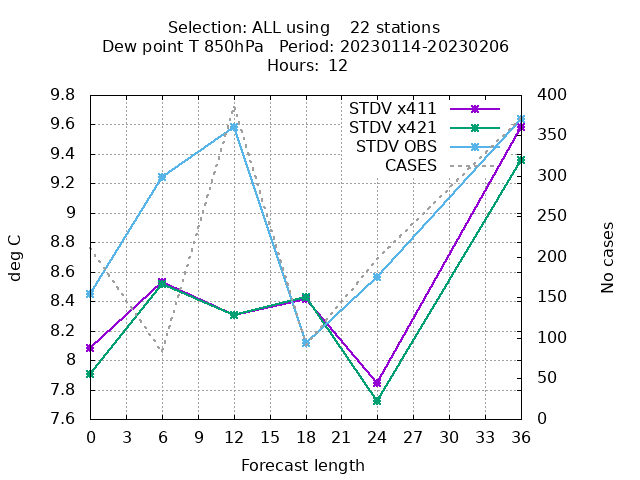 Selection: ALL using    22 stations
Dew point T 850hPa   Period: 20230114-20230206
Hours: 12
STDV x411
STDV x421
STDV OBS
CASES
9.8
9.6
9.4
9.2
9
8.8
8.6
8.4
8.2
8
7.8
7.6
deg C
400
350
300
250
200
150
100
50
0
No cases
0 3 6 9 12 15 18 21 24 27 30 33 36
Forecast length